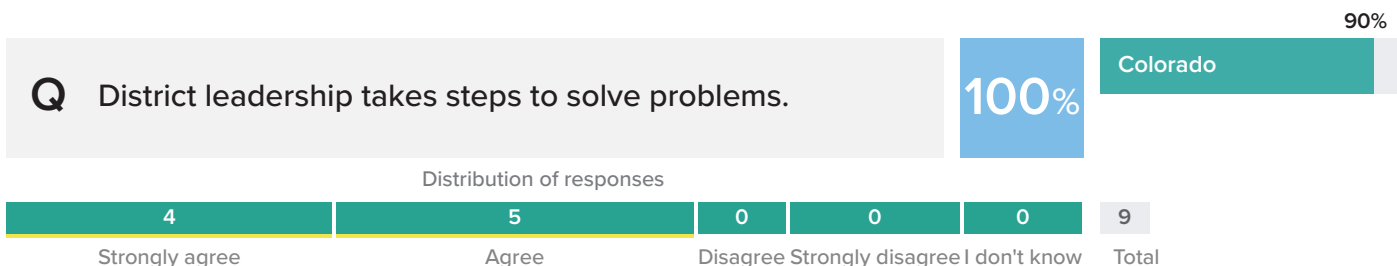 90%
Q District leadership takes steps to solve problems.
100%
Colorado
Distribution of responses
4 5 0 0 0 9
Strongly agree Agree Disagree Strongly disagree I don't know Total